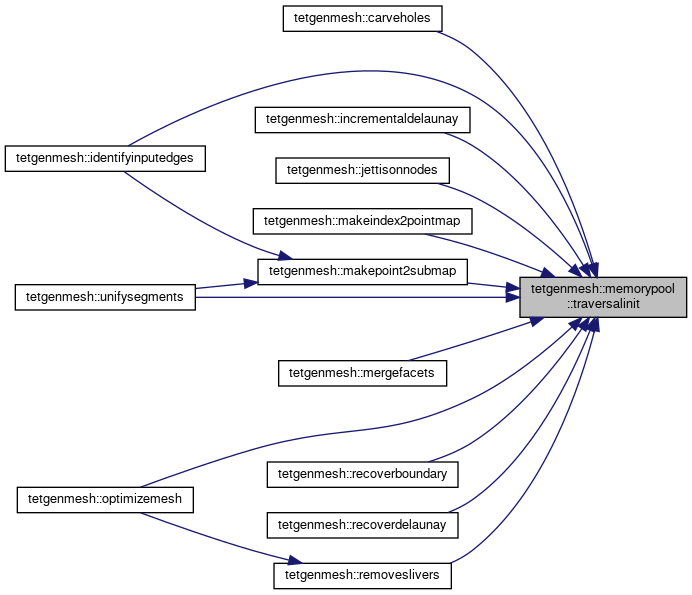 tetgenmesh::carveholes
tetgenmesh::incrementaldelaunay
tetgenmesh::identifyinputedges
tetgenmesh::jettisonnodes
tetgenmesh::makeindex2pointmap
tetgenmesh::makepoint2submap
tetgenmesh::memorypool
::traversalinit
tetgenmesh::unifysegments
tetgenmesh::mergefacets
tetgenmesh::recoverboundary
tetgenmesh::optimizemesh
tetgenmesh::recoverdelaunay
tetgenmesh::removeslivers